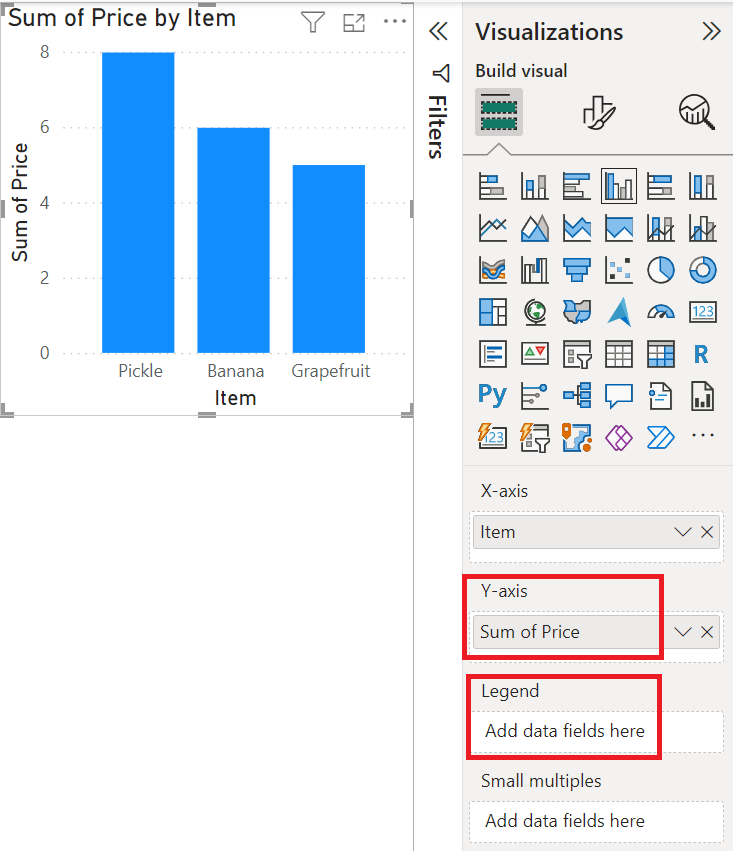 Sum of Price by Item
8
6
4
2
0
Sum of Price
Pickle Banana Grapefruit
Item
Filters
Visualizations
Build visual
123
R
Py
123
X-axis
Item
Y-axis
Sum of Price
Legend
Add data fields here
Small multiples
Add data fields here